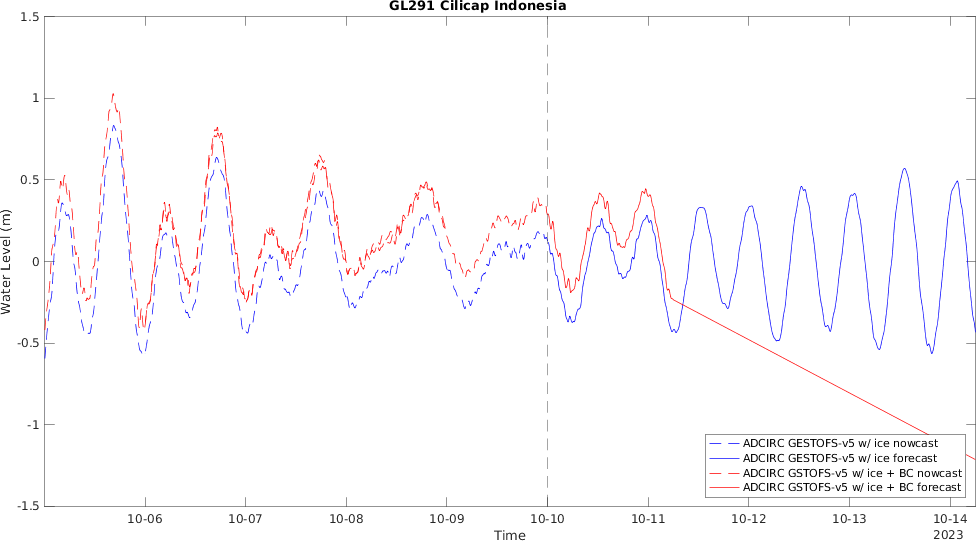 GL291 Cilicap Indonesia
1.5
1
0.5
0
-0.5
-1
-1.5
Water Level (m)
ADCIRC GESTOFS-v5 w/ ice nowcast
ADCIRC GESTOFS-v5 w/ ice forecast
ADCIRC GSTOFS-v5 w/ ice + BC nowcast
ADCIRC GSTOFS-v5 w/ ice + BC forecast
10-06 10-07 10-08 10-09 10-10 10-11 10-12 10-13 10-14
Time 2023